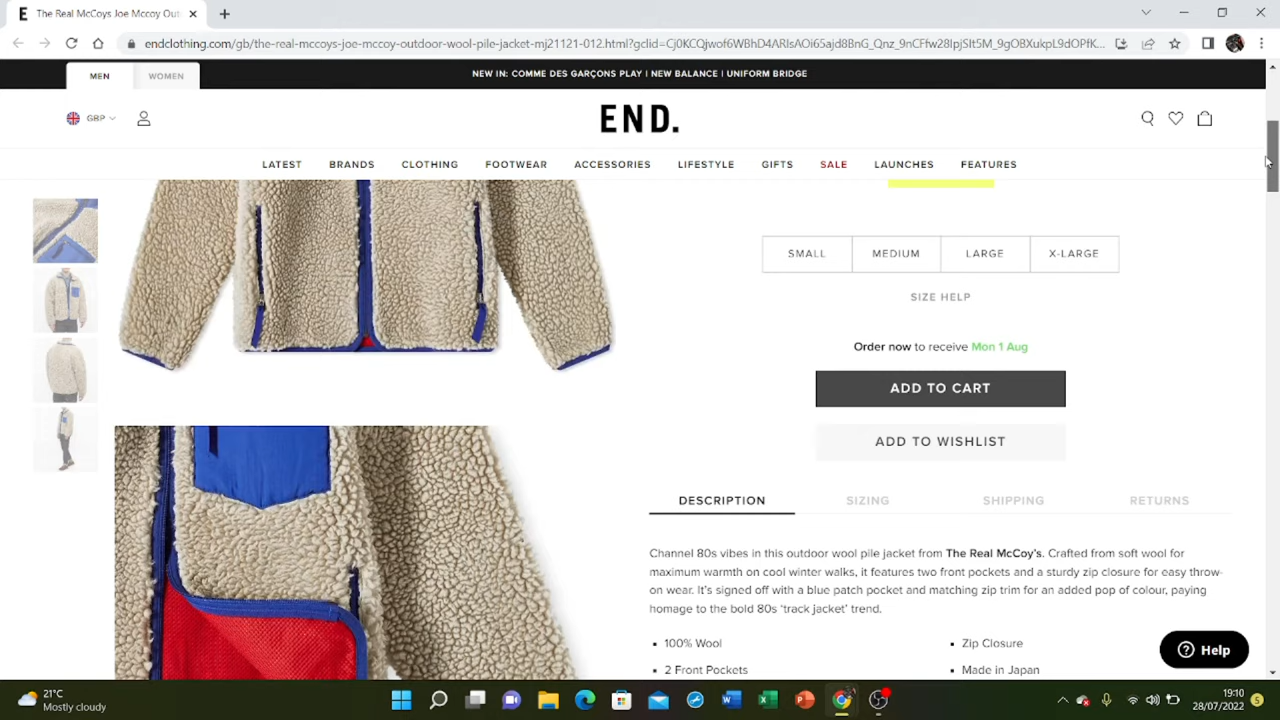 The Real McCoys Joe Mccoy Out
endclothing.com/gb/the-real-mccoys-joe-mccoy-outdoor-wool-pile-jacket-mj21121-012.html?gclid=
MEN
WOMEN
NEW IN: COMME DES GARÇONS PLAY | NEW BALANCE | UNIFORM BRIDGE
GBP
END.
LATEST
BRANDS
CLOTHING
FOOTWEAR
ACCESSORIES
LIFESTYLE
GIFTS
SALE
LAUNCHES
FEATURES
SMALL
MEDIUM
LARGE
X-LARGE
SIZE HELP
Order now to receive Mon 1 Aug
ADD TO CART
ADD TO WISHLIST
DESCRIPTION
SIZING
SHIPPING
RETURNS
Channel 80s vibes in this outdoor wool pile jacket from The Real McCoy's. Crafted from soft wool for
maximum warmth on cool winter walks, it features two front pockets and a sturdy zip closure for easy throw-
on wear. It's signed off with a blue patch pocket and matching zip trim for an added pop of colour, paying
homage to the bold 80s 'track jacket' trend.
100% Wool
Zip Closure
2 Front Pockets
Made in Japan
Help
21°C
Mostly cloudy
19:10
28/07/2022
5